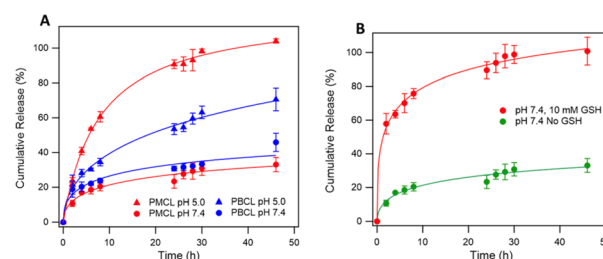 A
Cumulative Release (%)
100
80
60
40
20
0
PMCL pH 5.0
PBCL pH 5.0
PMCL pH 7.4
PBCL pH 7.4
0
10
20
30
40
50
Time (h)
B
Cumulative Release (%)
100
80
60
40
20
0
pH 7.4, 10 mM GSH
pH 7.4 No GSH
0
10
20
30
40
Time (h)